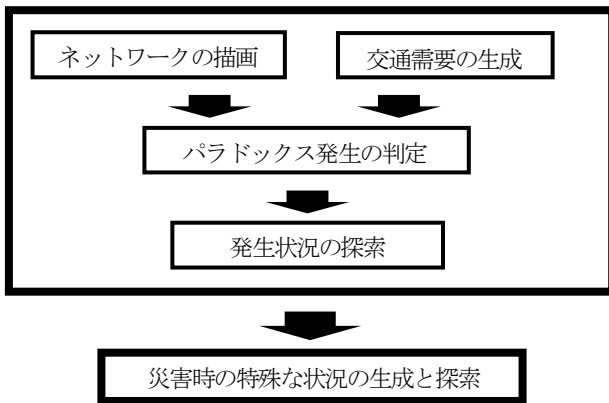 ネットワークの描画
交通需要の生成
パラドックス発生の判定
発生状況の探索
災害時の特殊な状況の生成と探索